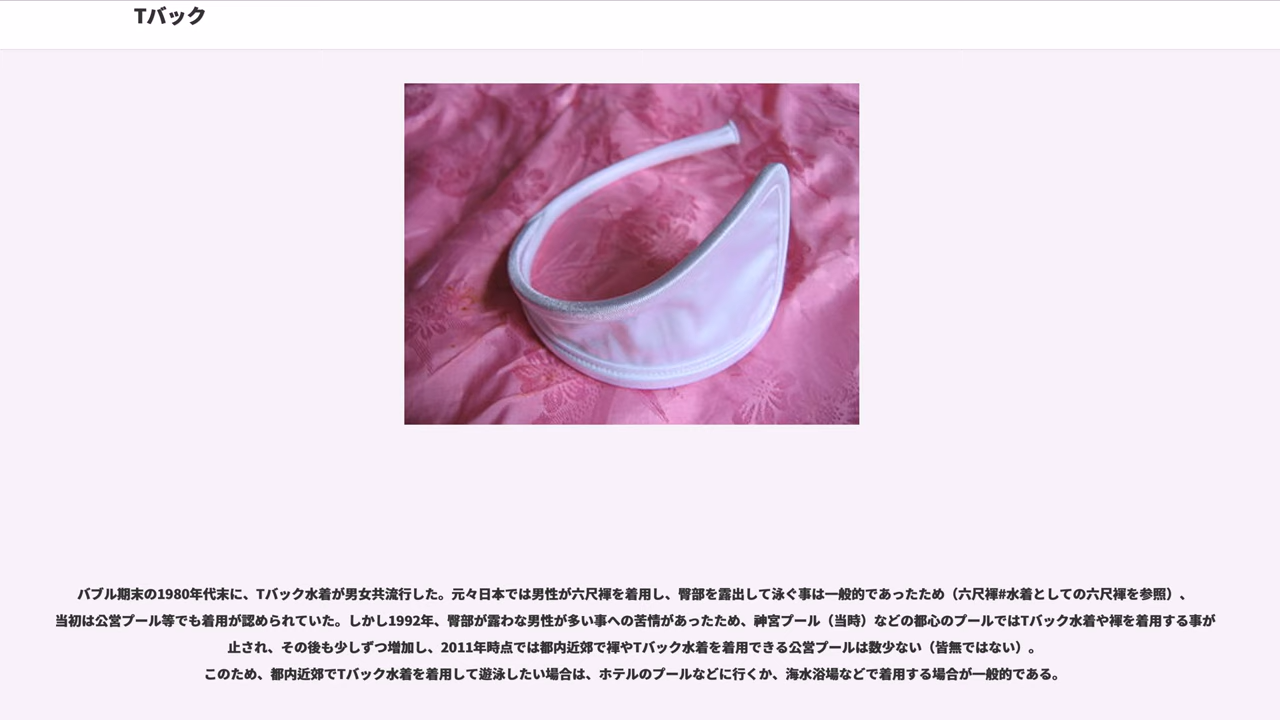 Tバック
バブル期末の1980年代末に、Tバック水着が男女共流行した。元々日本では男性が六尺褌を着用し、臀部を露出して泳ぐ事は一般的であったため（六尺褌#水着としての六尺褌を参照）、
当初は公営プール等でも着用が認められていた。しかし1992年、臀部が露わな男性が多い事への苦情があったため、神宮プール（当時）などの都心のプールではTバック水着や褌を着用する事が
止され、その後も少しずつ増加し、2011年時点では都内近郊で褌やTバック水着を着用できる公営プールは数少ない（皆無ではない）。
このため、都内近郊でTバック水着を着用して遊泳したい場合は、ホテルのプールなどに行くか、海水浴場などで着用する場合が一般的である。